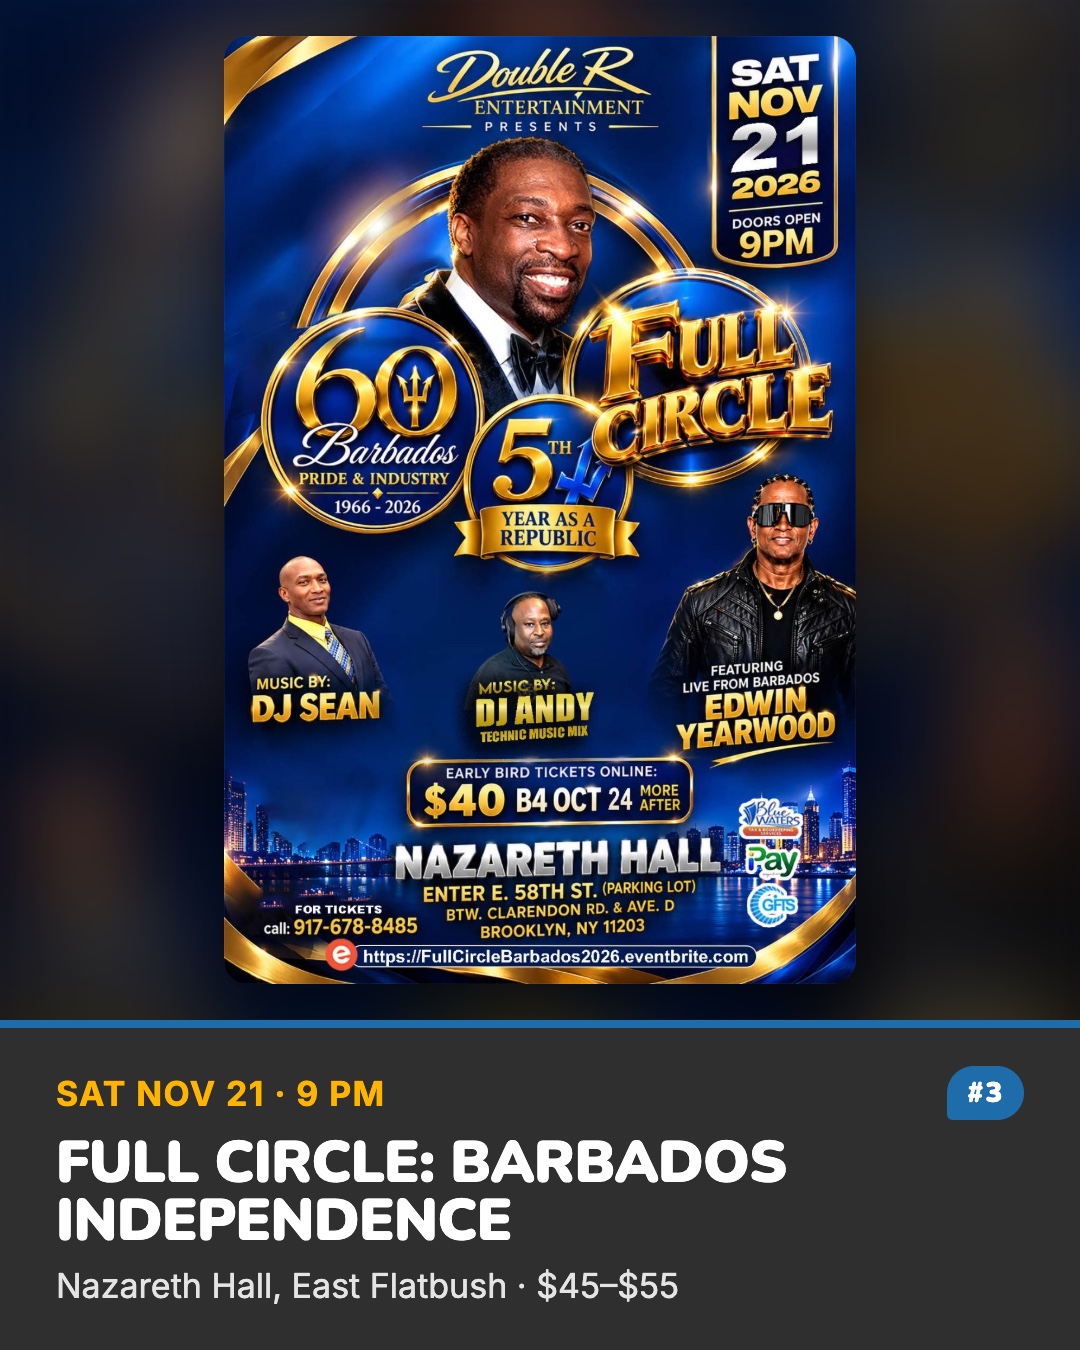 Double R
ENTERTAINMENT
PRESENTS
SAT
NOV
21
2026
DOORS OPEN
9PM
FULL
CIRCLE
60
Barbados
PRIDE & INDUSTRY
1966 - 2026
5TH
YEAR AS A
REPUBLIC
MUSIC BY:
DJ SEAN
MUSIC BY:
DJ ANDY
TECHNIC MUSIC MIX
FEATURING
LIVE FROM BARBADOS
EDWIN
YEARWOOD
EARLY BIRD TICKETS ONLINE:
$40 B4 OCT 24 MORE AFTER
Blue
WATERS
TAX & BOOKKEEPING
SERVICES
Pay
GFTS
NAZARETH HALL
ENTER E. 58TH ST. (PARKING LOT)
BTW. CLARENDON RD. & AVE. D
BROOKLYN, NY 11203
FOR TICKETS
call: 917-678-8485
e https://FullCircleBarbados2026.eventbrite.com
SAT NOV 21 · 9 PM
#3
FULL CIRCLE: BARBADOS
INDEPENDENCE
Nazareth Hall, East Flatbush · $45–$55